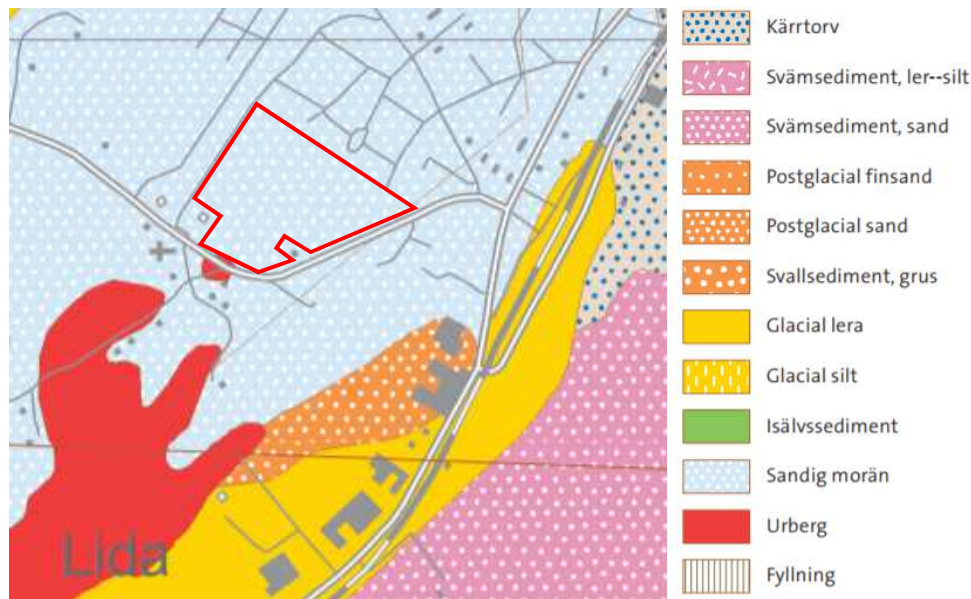 Lida
Kärrtorv
Svämsediment, ler--silt
Svämsediment, sand
Postglacial finsand
Postglacial sand
Svallsediment, grus
Glacial lera
Glacial silt
Isälvssediment
Sandig morän
Urberg
Fyllning